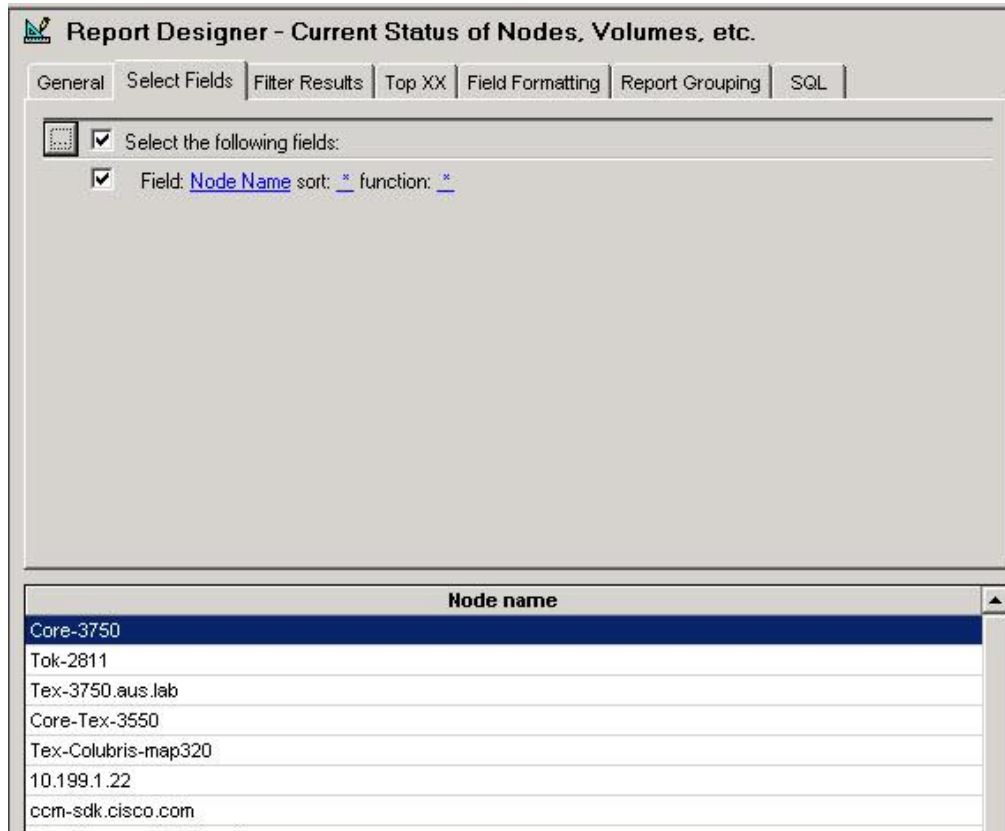 Report Designer - Current Status of Nodes, Volumes, etc.
General Select Fields Filter Results Top XX Field Formatting Report Grouping SQL
... Select the following fields:
Field: Node Name sort: * function: *
Node name
Core-3750
Tok-2811
Tex-3750.aus.lab
Core-Tex-3550
Tex-Colubris-map320
10.199.1.22
ccm-sdk.cisco.com